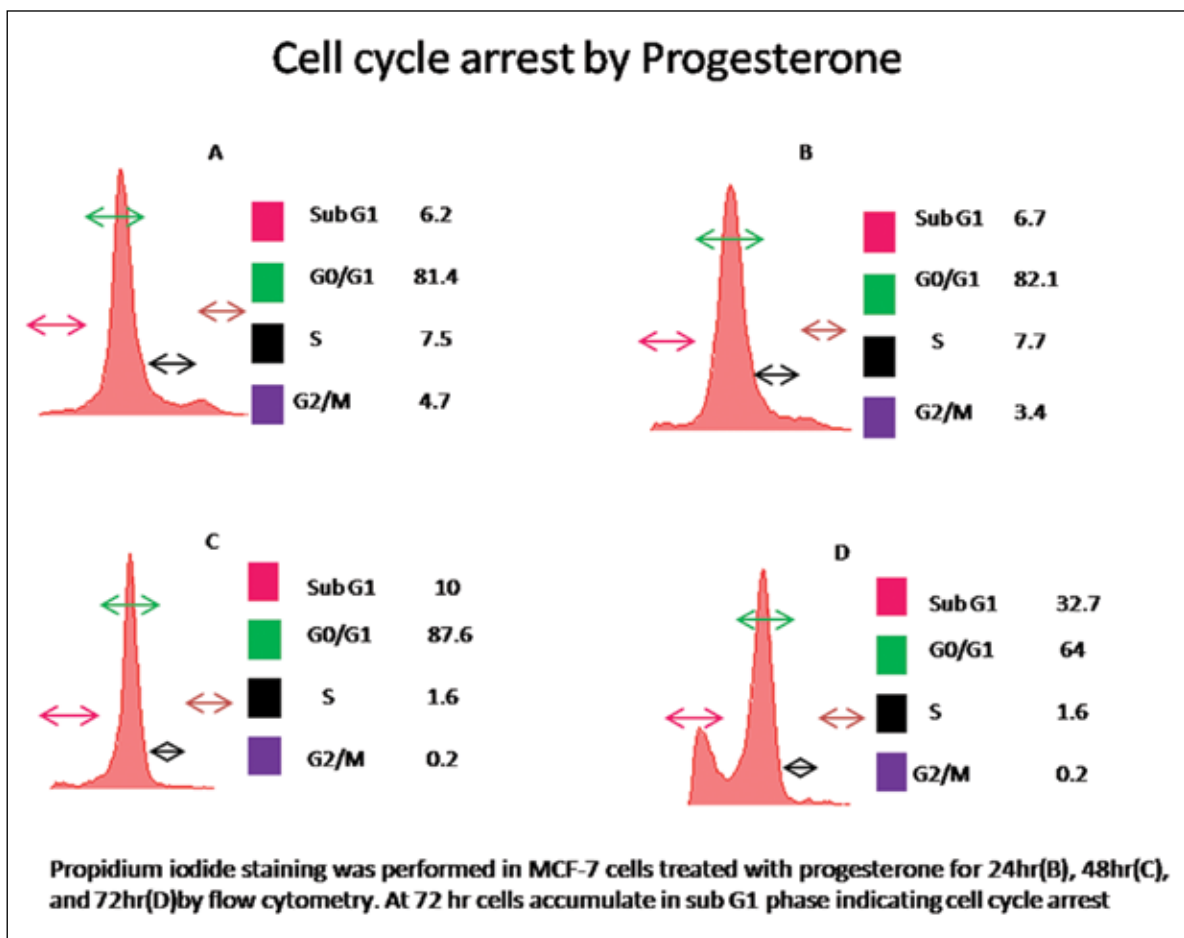 Cell cycle arrest by Progesterone
A
Sub G1 6.2
G0/G1 81.4
S 7.5
G2/M 4.7
B
Sub G1 6.7
G0/G1 82.1
S 7.7
G2/M 3.4
C
Sub G1 10
G0/G1 87.6
S 1.6
G2/M 0.2
D
Sub G1 32.7
G0/G1 64
S 1.6
G2/M 0.2
Propidium iodide staining was performed in MCF-7 cells treated with progesterone for 24hr(B), 48hr(C),
and 72hr(D)by flow cytometry. At 72 hr cells accumulate in sub G1 phase indicating cell cycle arrest